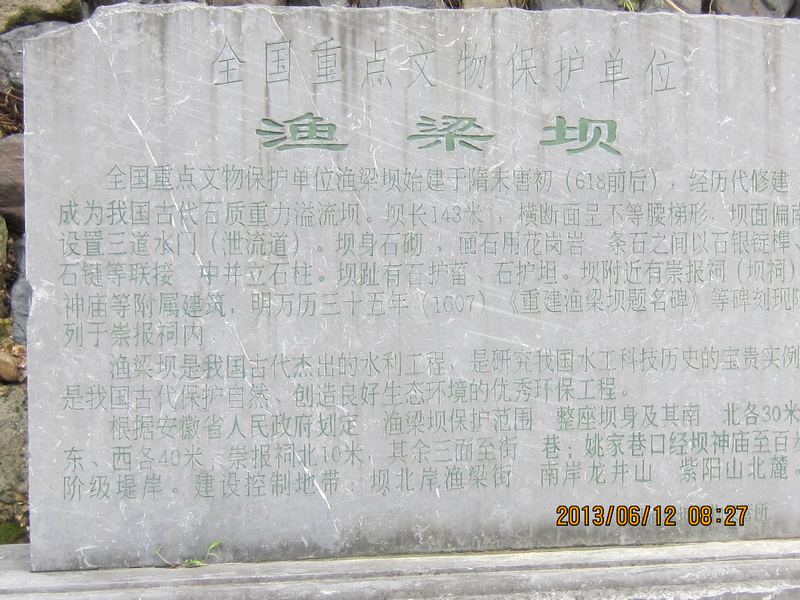 全国重点文物保护单位
渔梁坝
全国重点文物保护单位渔梁坝始建于隋末唐初（618前后），经历代修建
成为我国古代石质重力溢流坝。坝长143米，横断面呈不等腰梯形，坝面偏南
设置三道水门（泄流道）。坝身石砌，面石用花岗岩 条石之间以石银锭榫、
石键等联接 中并立石柱。坝趾有石护 、石护坦。坝附近有崇报祠（坝祠）
神庙等附属建筑，明万历三十五年（1607）《重建渔梁坝题名碑》等碑刻现陈
列于崇报祠内
渔梁坝是我国古代杰出的水利工程，是研究我国水工科技历史的宝贵实例
是我国古代保护自然、创造良好生态环境的优秀环保工程。
根据安徽省人民政府划定 渔梁坝保护范围 整座坝身及其南 北各30米
东、西各40米；崇报祠北10米，其余三面至街 巷；姚家巷口经坝神庙至百步
阶级堤岸。建设控制地带：坝北岸渔梁街 南岸龙井山 紫阳山北麓。
所
2013/06/12 08:27